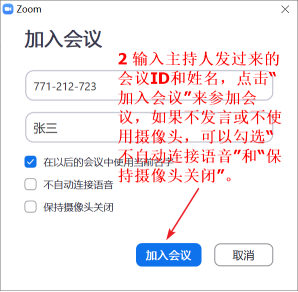 Zoom
加入会议
2 输入主持人发过来的
会议ID和姓名，点击“
加入会议”来参加会
议，如果不发言或不使
用摄像头，可以勾选“
不自动连接语音”和“保
持摄像头关闭”。
771-212-723
张三
在以后的会议中使用当前名字
不自动连接语音
保持摄像头关闭
加入会议
取消